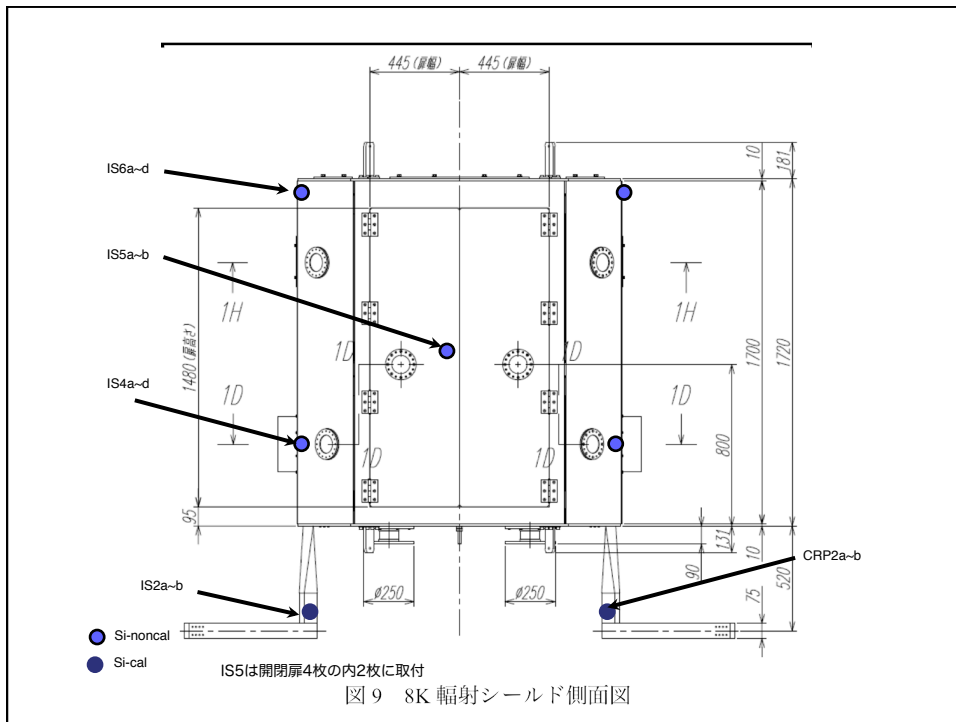 445(扉幅)
445(扉幅)
10
181
IS6a~d
IS5a~b
1H
1H
1480(扉高さ)
1D
1D
1700
1720
IS4a~d
1D
1D
800
1D
1D
95
131
10
90
520
CRP2a~b
IS2a~b
ø250
ø250
75
Si-noncal
Si-cal
IS5は開閉扉4枚の内2枚に取付
図9 8K 輻射シールド側面図